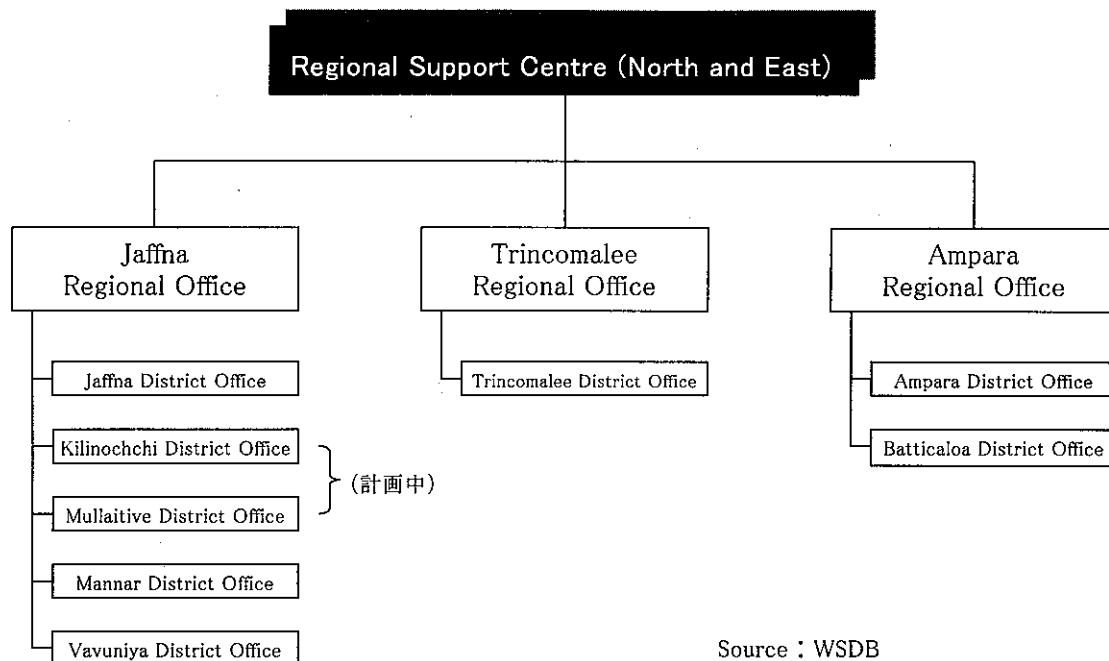 Regional Support Centre (North and East)
Jaffna
Regional Office
Trincomalee
Regional Office
Ampara
Regional Office
Jaffna District Office
Kilinochchi District Office
Mullaitive District Office
Mannar District Office
Vavuniya District Office
(計画中)
Trincomalee District Office
Ampara District Office
Batticaloa District Office
Source：WSDB